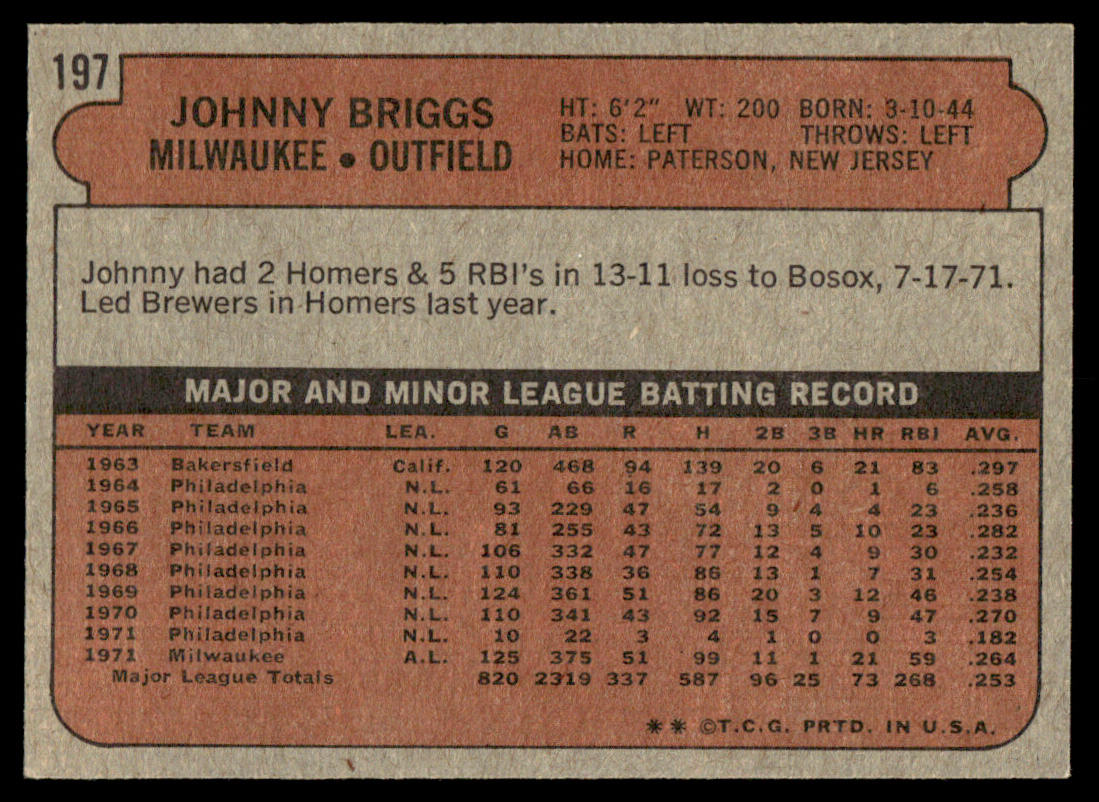 197
JOHNNY BRIGGS
MILWAUKEE • OUTFIELD
HT: 6'2" WT: 200 BORN: 3-10-44
BATS: LEFT THROWS: LEFT
HOME: PATERSON, NEW JERSEY
Johnny had 2 Homers & 5 RBI's in 13-11 loss to Bosox, 7-17-71.
Led Brewers in Homers last year.
MAJOR AND MINOR LEAGUE BATTING RECORD
YEAR TEAM LEA. G AB R H 2B 3B HR RBI AVG.
1963 Bakersfield Calif. 120 468 94 139 20 6 21 83 .297
1964 Philadelphia N.L. 61 66 16 17 2 0 1 6 .258
1965 Philadelphia N.L. 93 229 47 54 9 4 4 23 .236
1966 Philadelphia N.L. 81 255 43 72 13 5 10 23 .282
1967 Philadelphia N.L. 106 332 47 77 12 4 9 30 .232
1968 Philadelphia N.L. 110 338 36 86 13 1 7 31 .254
1969 Philadelphia N.L. 124 361 51 86 20 3 12 46 .238
1970 Philadelphia N.L. 110 341 43 92 15 7 9 47 .270
1971 Philadelphia N.L. 10 22 3 4 1 0 0 3 .182
1971 Milwaukee A.L. 125 375 51 99 11 1 21 59 .264
Major League Totals 820 2319 337 587 96 25 73 268 .253
** ©T.C.G. PRTD. IN U.S.A.